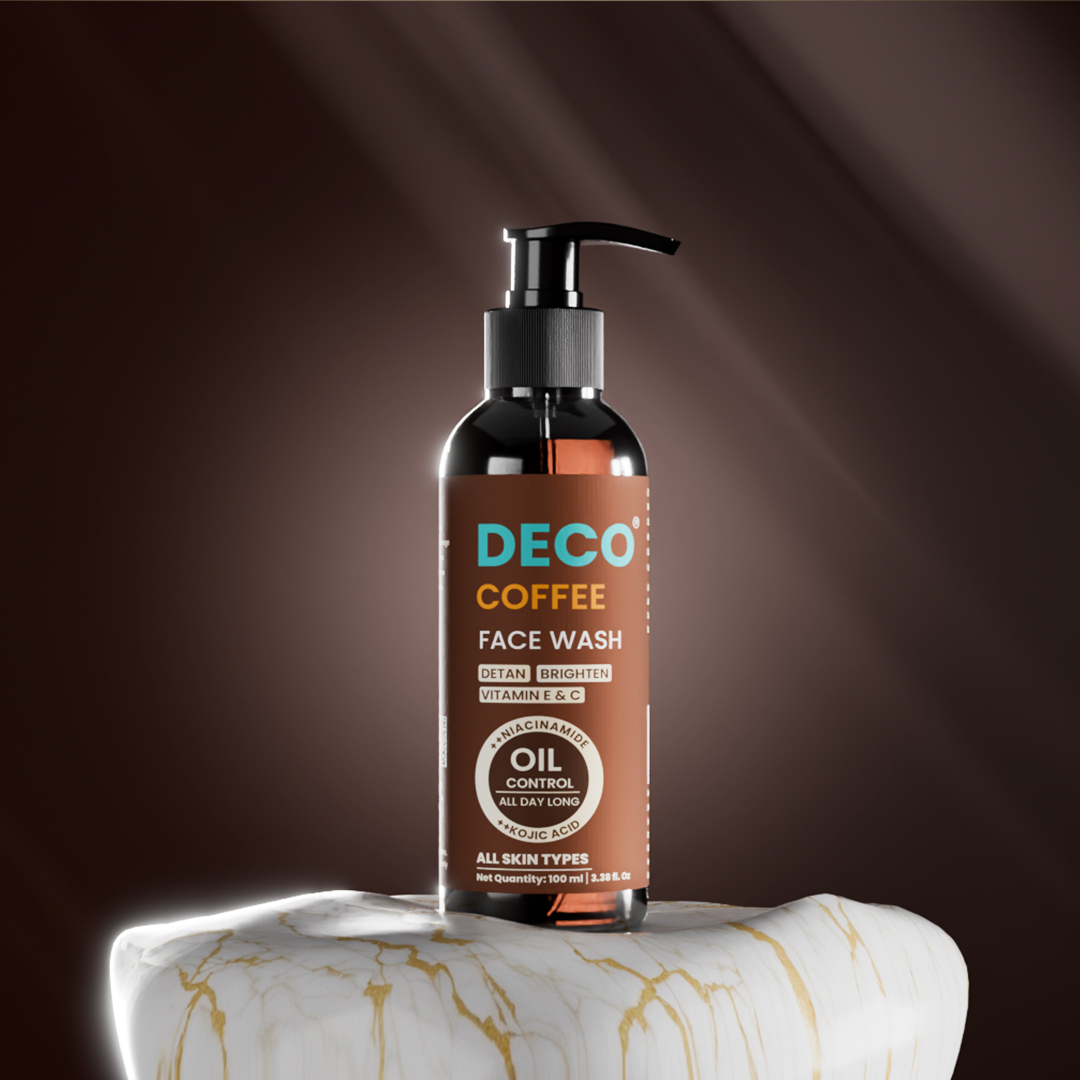 DECO®
COFFEE
FACE WASH
DETAN BRIGHTEN
VITAMIN E & C
++NIACINAMIDE
OIL
CONTROL
ALL DAY LONG
++KOJIC ACID
ALL SKIN TYPES
Net Quantity: 100 ml | 3.38 fl. Oz